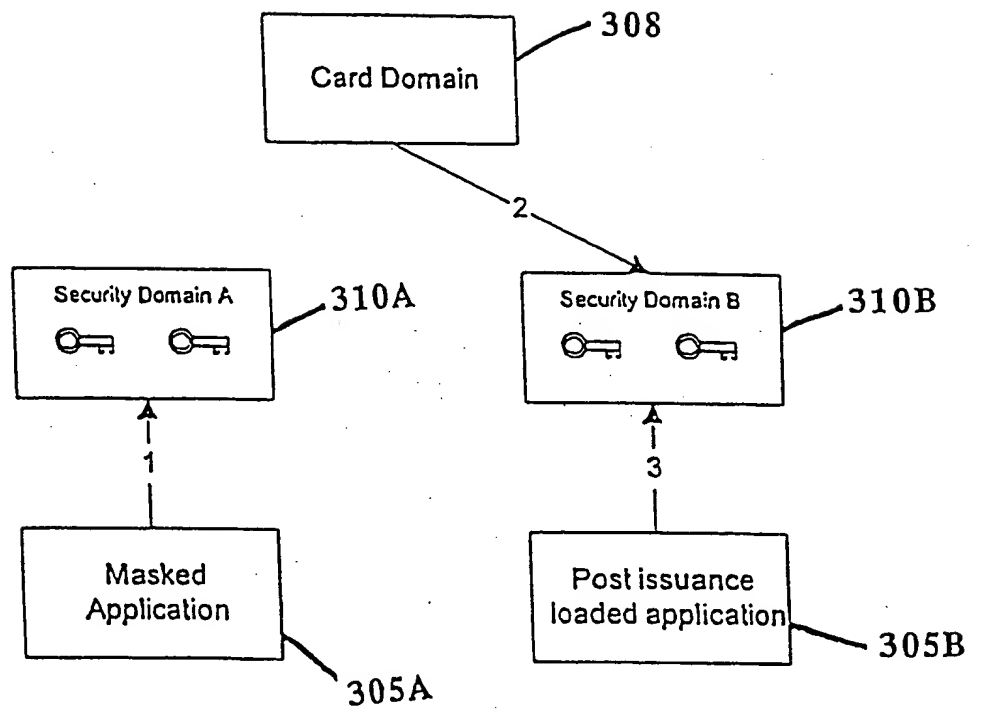 308
Card Domain
2
Security Domain A
310A
Security Domain B
310B
1
3
Masked
Application
305A
Post issuance
loaded application
305B